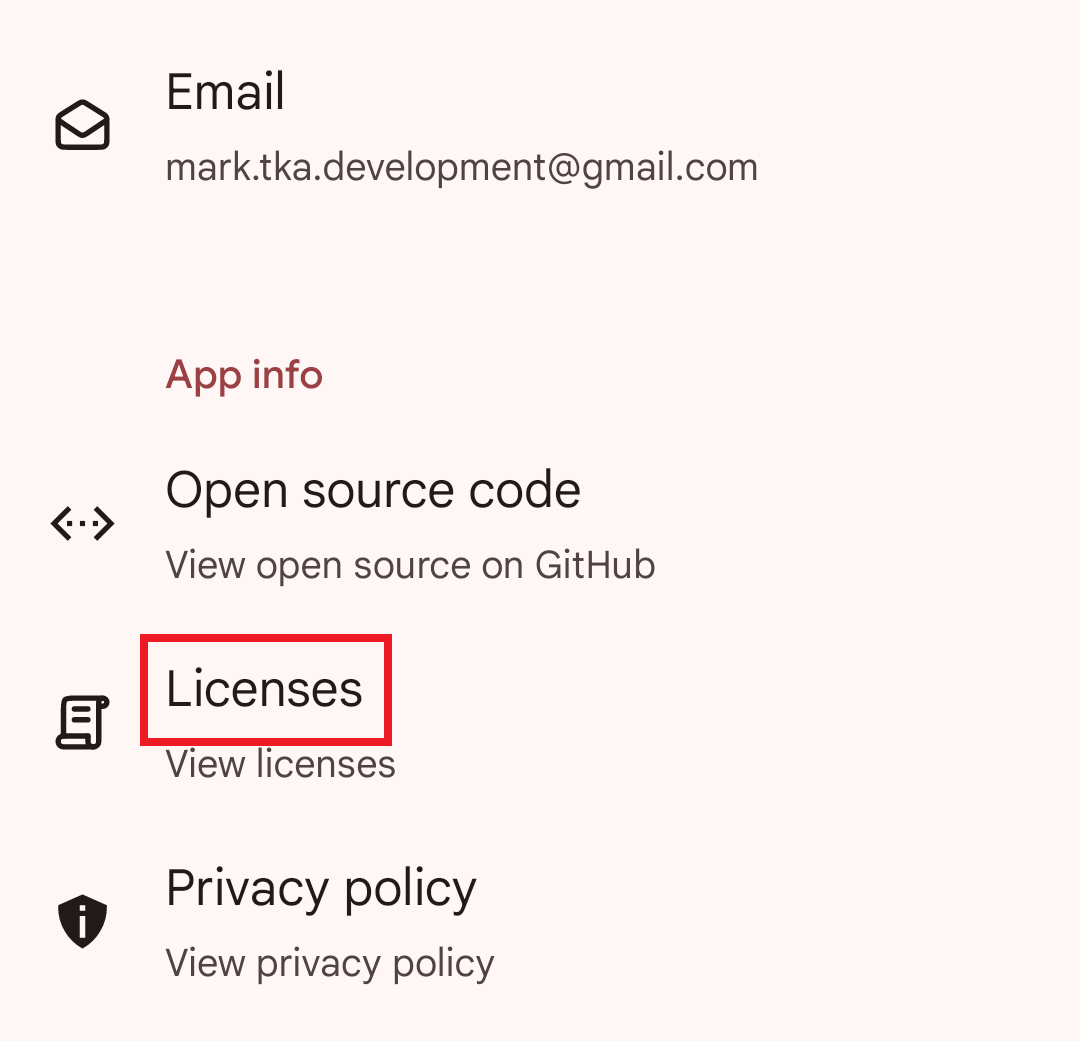 Email
mark.tka.development@gmail.com
App info
Open source code
View open source on GitHub
Licenses
View licenses
Privacy policy
View privacy policy